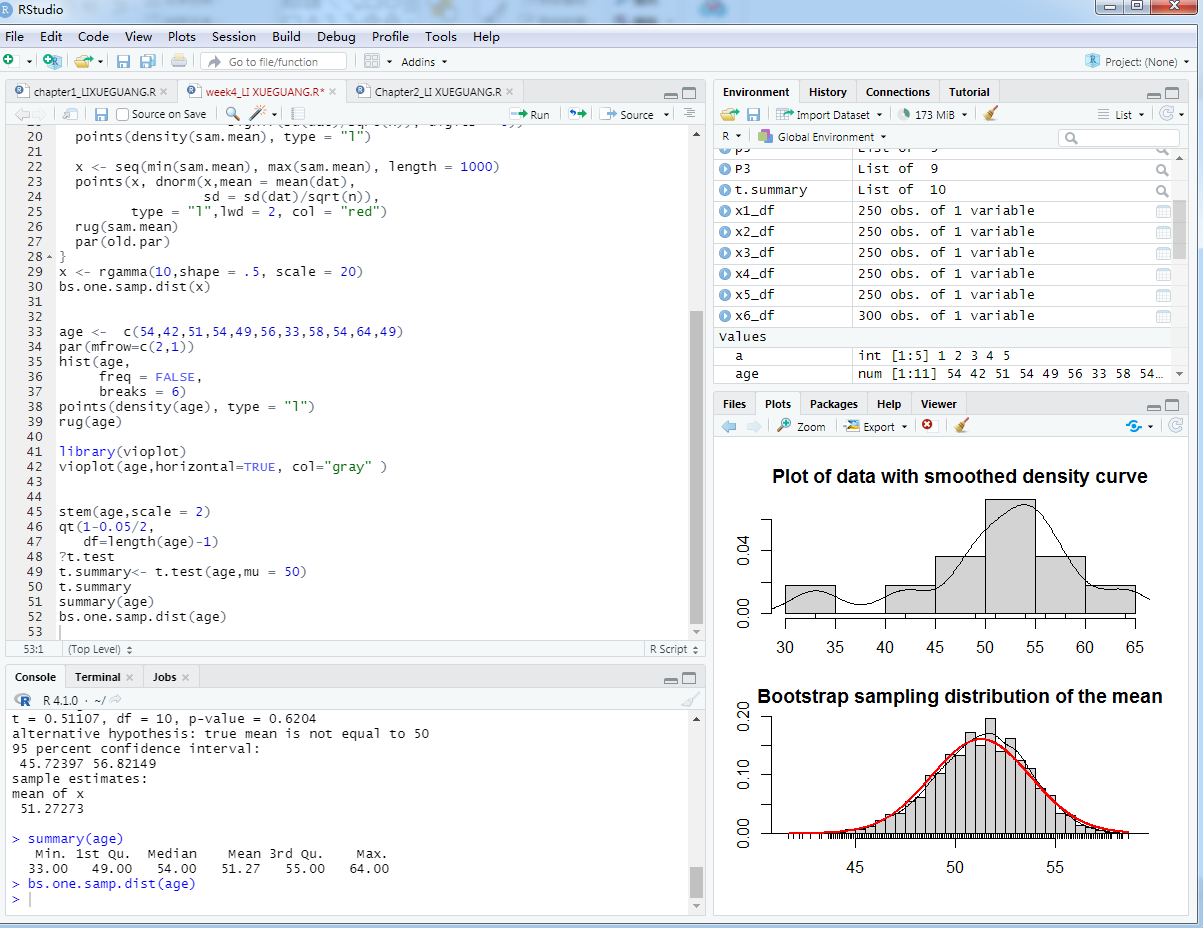 RStudio
File Edit Code View Plots Session Build Debug Profile Tools Help
Go to file/function Addins Project: (None)
chapter1_LIXUEGUANG.R week4_LI XUEGUANG.R* Chapter2_LI XUEGUANG.R
Source on Save Run Source
20 points(density(sam.mean), type = "l")
21
22 x <- seq(min(sam.mean), max(sam.mean), length = 1000)
23 points(x, dnorm(x,mean = mean(dat),
24 sd = sd(dat)/sqrt(n)),
25 type = "l",lwd = 2, col = "red")
26 rug(sam.mean)
27 par(old.par)
28 }
29 x <- rgamma(10,shape = .5, scale = 20)
30 bs.one.samp.dist(x)
31
32
33 age <- c(54,42,51,54,49,56,33,58,54,64,49)
34 par(mfrow=c(2,1))
35 hist(age,
36 freq = FALSE,
37 breaks = 6)
38 points(density(age), type = "l")
39 rug(age)
40
41 library(vioplot)
42 vioplot(age,horizontal=TRUE, col="gray" )
43
44
45 stem(age,scale = 2)
46 qt(1-0.05/2,
47 df=length(age)-1)
48 ?t.test
49 t.summary<- t.test(age,mu = 50)
50 t.summary
51 summary(age)
52 bs.one.samp.dist(age)
53
53:1 (Top Level) R Script
Console Terminal Jobs
R 4.1.0 · ~/
t = 0.51107, df = 10, p-value = 0.6204
alternative hypothesis: true mean is not equal to 50
95 percent confidence interval:
45.72397 56.82149
sample estimates:
mean of x
51.27273
> summary(age)
Min. 1st Qu. Median Mean 3rd Qu. Max.
33.00 49.00 54.00 51.27 55.00 64.00
> bs.one.samp.dist(age)
>
Environment History Connections Tutorial
Import Dataset 173 MiB List
R Global Environment
P3 List of 9
t.summary List of 10
x1_df 250 obs. of 1 variable
x2_df 250 obs. of 1 variable
x3_df 250 obs. of 1 variable
x4_df 250 obs. of 1 variable
x5_df 250 obs. of 1 variable
x6_df 300 obs. of 1 variable
Values
a int [1:5] 1 2 3 4 5
age num [1:11] 54 42 51 54 49 56 33 58 54…
Files Plots Packages Help Viewer
Zoom Export
Plot of data with smoothed density curve
0.04
0.00
30 35 40 45 50 55 60 65
Bootstrap sampling distribution of the mean
0.20
0.10
0.00
45 50 55